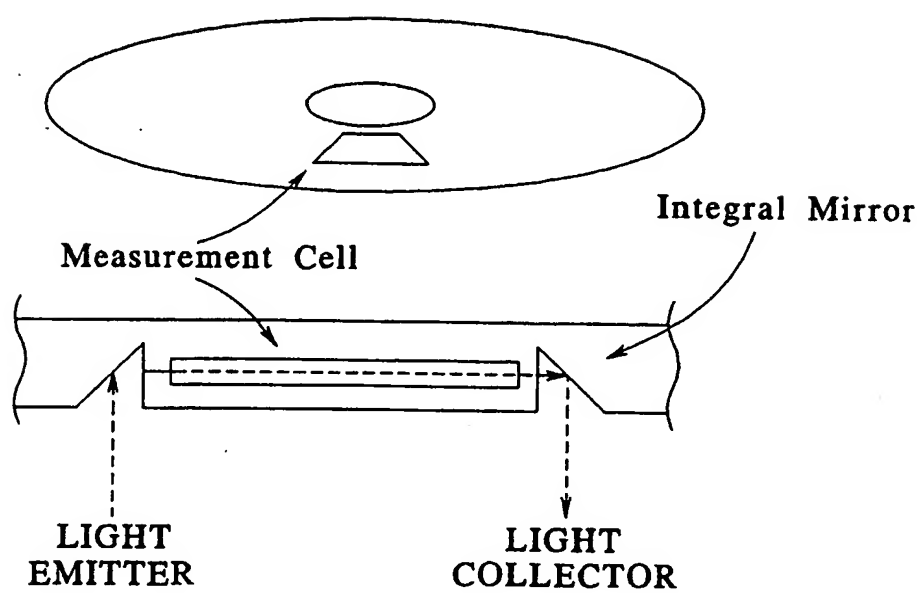 Integral Mirror
Measurement Cell
LIGHT
EMITTER
LIGHT
COLLECTOR